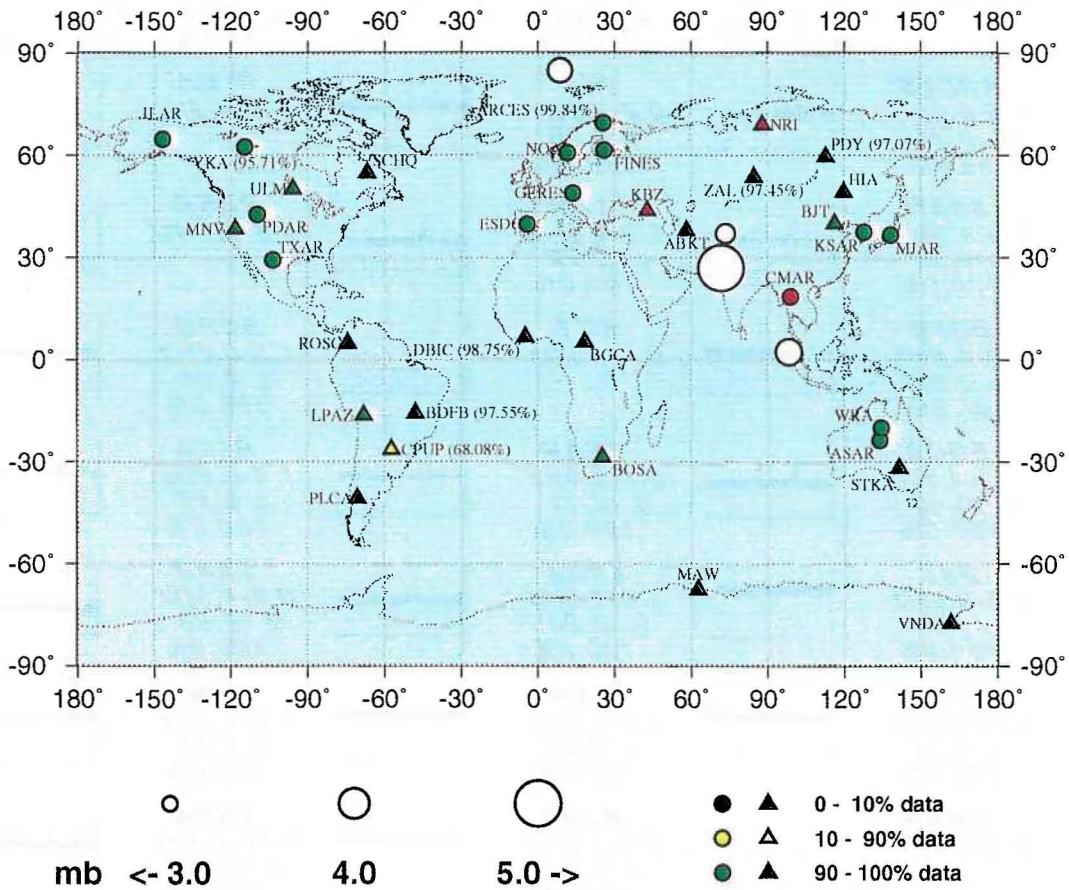 180 -150 -120 -90 -60 -30 0 30 60 90 120 150 180
90° 90°
ARCES (99.84%)
NRI
ILAR
PDY (97.07%)
60° 60°
NO
FINES
YKA (95.71%)
SCHQ
HIA
ULM
GERES
KBZ
ZAL (97.45%)
BJT
MNV
PDAR
ESD
ABKT
KSAR
MJAR
TXAR
30° 30°
CMAR
ROSC
DBIC (98.75%)
BGCA
0° 0°
LPAZ
BDFB (97.55%)
WRA
CPUP (68.08%)
BOSA
ASAR
-30° -30°
STKA
PLCA
-60° -60°
MAW
VNDA
-90° -90°
180 -150° -120° -90° -60° -30° 0° 30° 60° 90° 120° 150° 180°
0 - 10% data
10 - 90% data
mb <- 3.0 4.0 5.0 ->
90 - 100% data